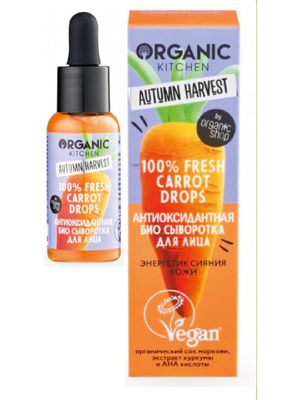 ORGANIC
KITCHEN
AUTUMN HARVEST
100% FRESH
CARROT
DROPS
АНТИОКСИДАНТНАЯ
БИО СЫВОРОТКА
ДЛЯ ЛИЦА
ORGANIC
KITCHEN
AUTUMN HARVEST
by
organic
shop
100% FRESH
CARROT
DROPS
АНТИОКСИДАНТНАЯ
БИО СЫВОРОТКА
ДЛЯ ЛИЦА
ЭНЕРГЕТИК СИЯНИЯ
КОЖИ
Vegan
органический сок моркови,
экстракт куркумы
и АНА кислоты